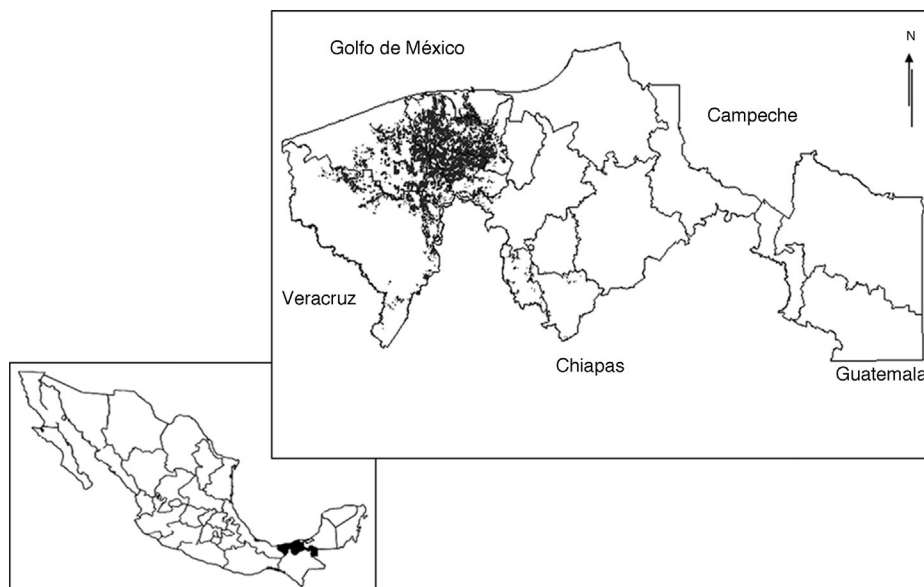 N
Golfo de México
Campeche
Veracruz
Chiapas
Guatemala